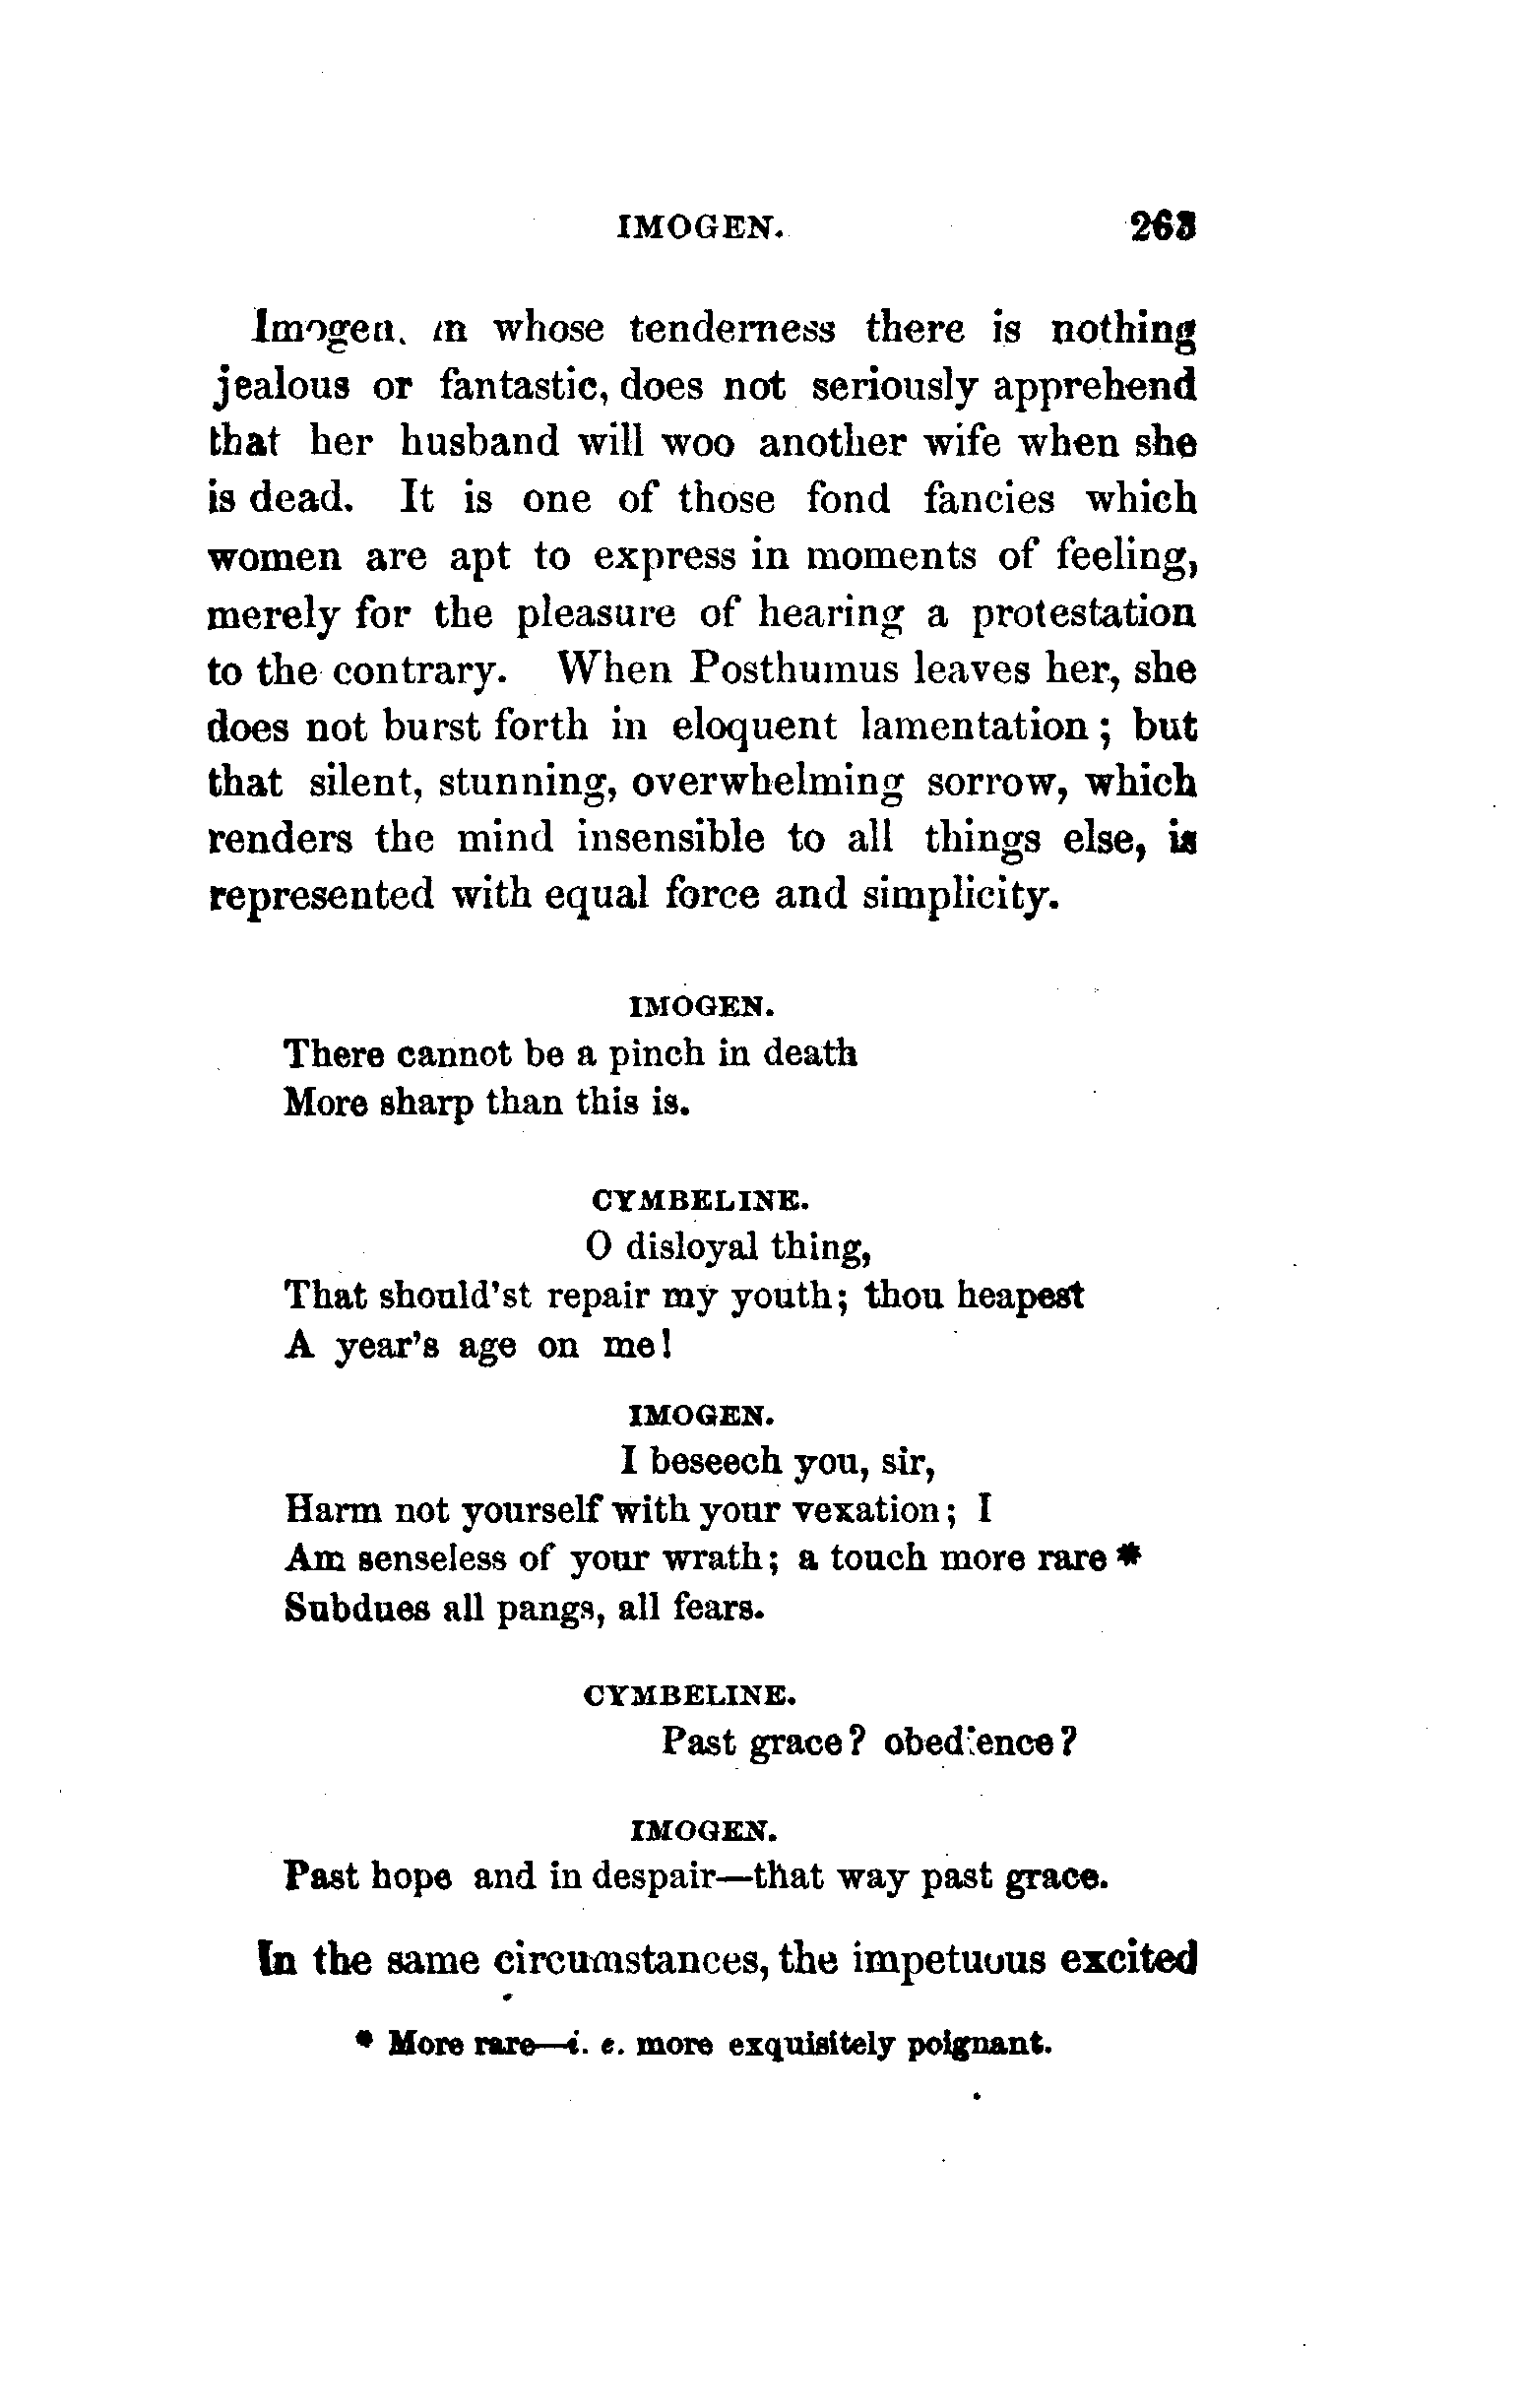 IMOGEN. 263
Imogen, in whose tenderness there is nothing
jealous or fantastic, does not seriously apprehend
that her husband will woo another wife when she
is dead. It is one of those fond fancies which
women are apt to express in moments of feeling,
merely for the pleasure of hearing a protestation
to the contrary. When Posthumus leaves her, she
does not burst forth in eloquent lamentation; but
that silent, stunning, overwhelming sorrow, which
renders the mind insensible to all things else, is
represented with equal force and simplicity.
IMOGEN.
There cannot be a pinch in death
More sharp than this is.
CYMBELINE.
O disloyal thing,
That should'st repair my youth; thou heapest
A year's age on me!
IMOGEN.
I beseech you, sir,
Harm not yourself with your vexation; I
Am senseless of your wrath; a touch more rare *
Subdues all pangs, all fears.
CYMBELINE.
Past grace? obedience?
IMOGEN.
Past hope and in despair—that way past grace.
In the same circumstances, the impetuous excited
* More rare—i. e. more exquisitely poignant.